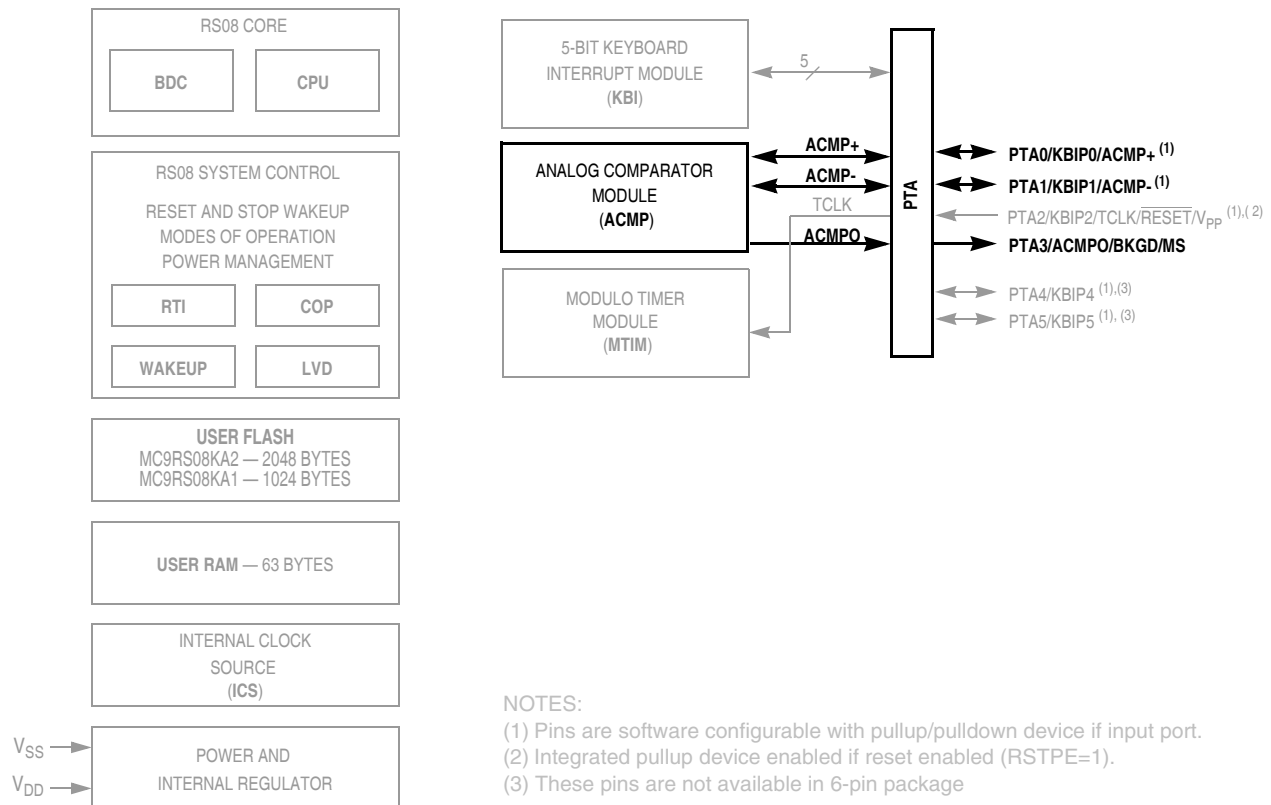 RS08 CORE
BDC
CPU
RS08 SYSTEM CONTROL
RESET AND STOP WAKEUP
MODES OF OPERATION
POWER MANAGEMENT
RTI
COP
WAKEUP
LVD
USER FLASH
MC9RS08KA2 — 2048 BYTES
MC9RS08KA1 — 1024 BYTES
USER RAM — 63 BYTES
INTERNAL CLOCK
SOURCE
(ICS)
VSS
VDD
POWER AND
INTERNAL REGULATOR
5-BIT KEYBOARD
INTERRUPT MODULE
(KBI)
5
ANALOG COMPARATOR
MODULE
(ACMP)
ACMP+
ACMP-
TCLK
ACMPO
MODULO TIMER
MODULE
(MTIM)
PTA
PTA0/KBIP0/ACMP+ (1)
PTA1/KBIP1/ACMP- (1)
PTA2/KBIP2/TCLK/RESET/VPP (1),( 2)
PTA3/ACMPO/BKGD/MS
PTA4/KBIP4 (1),(3)
PTA5/KBIP5 (1), (3)
NOTES:
(1) Pins are software configurable with pullup/pulldown device if input port.
(2) Integrated pullup device enabled if reset enabled (RSTPE=1).
(3) These pins are not available in 6-pin package